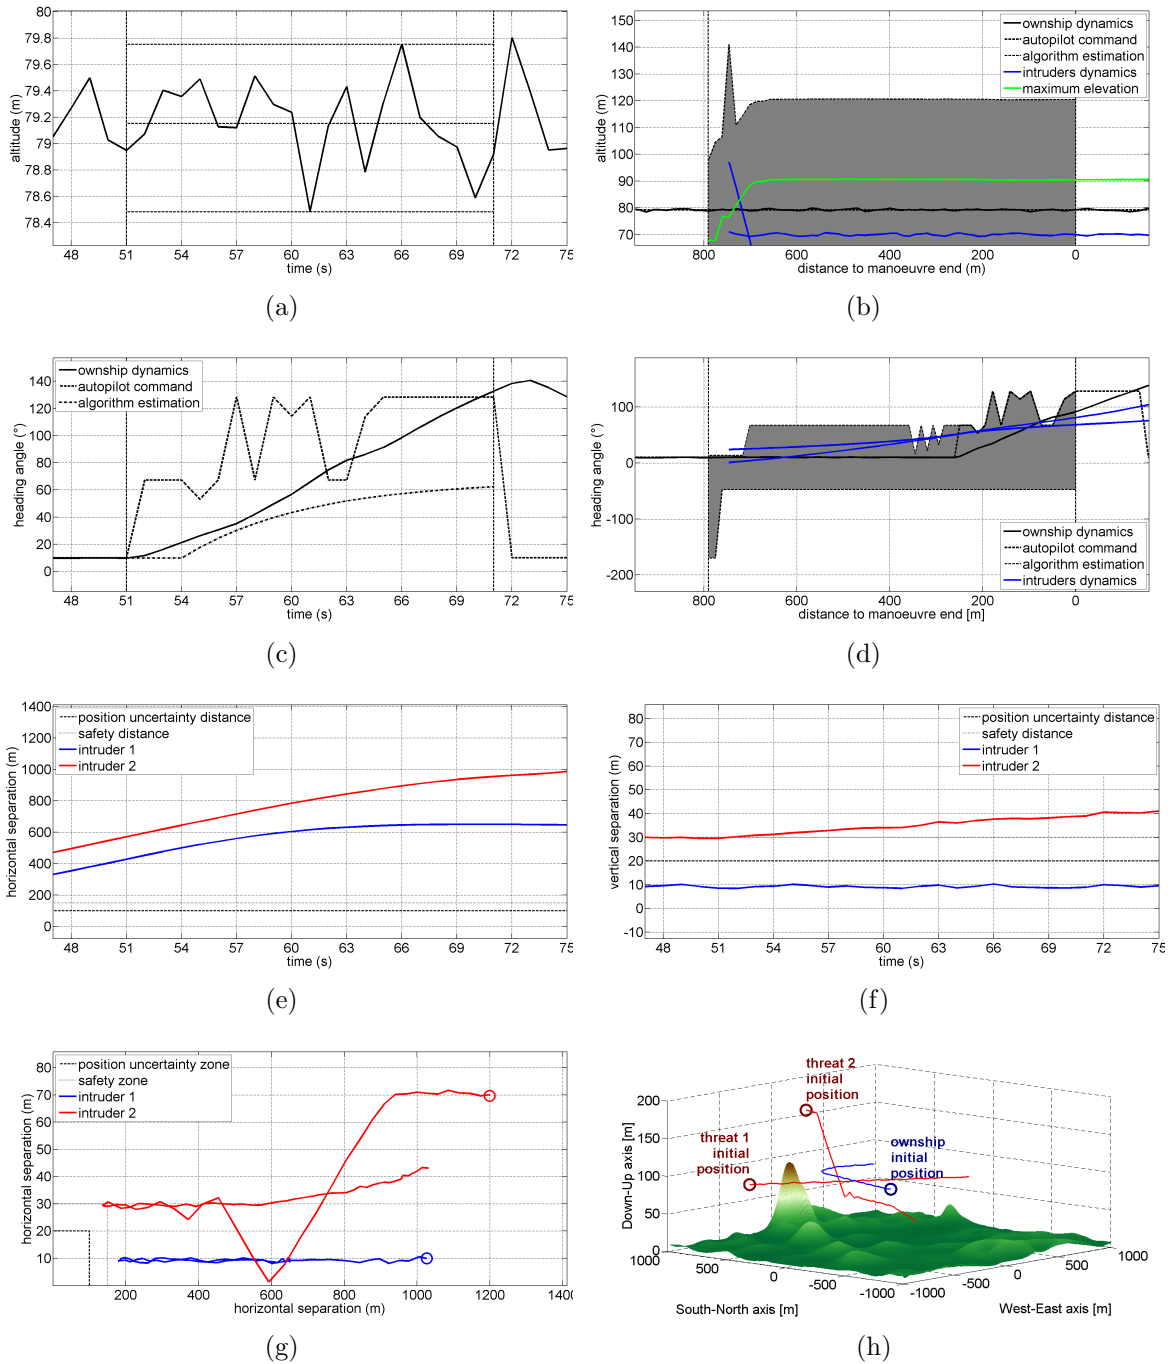 80
79.8
79.6
79.4
79.2
79
78.8
78.6
78.4
altitude (m)
48 51 54 57 60 63 66 69 72 75
time (s)
(a)
150
140
130
120
110
100
90
80
70
altitude (m)
ownship dynamics
autopilot command
algorithm estimation
intruders dynamics
maximum elevation
800 600 400 200 0
distance to manoeuvre end (m)
(b)
140
120
100
80
60
40
20
0
heading angle (°)
ownship dynamics
autopilot command
algorithm estimation
48 51 54 57 60 63 66 69 72 75
time (s)
(c)
100
0
-100
-200
heading angle (°)
ownship dynamics
autopilot command
algorithm estimation
intruders dynamics
800 600 400 200 0
distance to manoeuvre end [m]
(d)
1400
1200
1000
800
600
400
200
0
horizontal separation (m)
position uncertainty distance
safety distance
intruder 1
intruder 2
48 51 54 57 60 63 66 69 72 75
time (s)
(e)
80
70
60
50
40
30
20
10
0
-10
vertical separation (m)
position uncertainty distance
safety distance
intruder 1
intruder 2
48 51 54 57 60 63 66 69 72 75
time (s)
(f)
80
70
60
50
40
30
20
10
horizontal separation (m)
position uncertainty zone
safety zone
intruder 1
intruder 2
200 400 600 800 1000 1200 1400
horizontal separation (m)
(g)
threat 2
initial
position
threat 1
initial
position
ownship
initial
position
200
150
100
50
0
Down-Up axis [m]
1000 500 0 -500 -1000
South-North axis [m]
-1000 -500 0 500 1000
West-East axis [m]
(h)